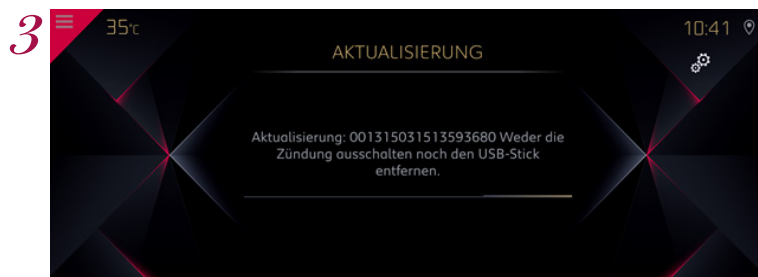 3
35°C
10:41
AKTUALISIERUNG
Aktualisierung: 001315031513593680 Weder die
Zündung ausschalten noch den USB-Stick
entfernen.